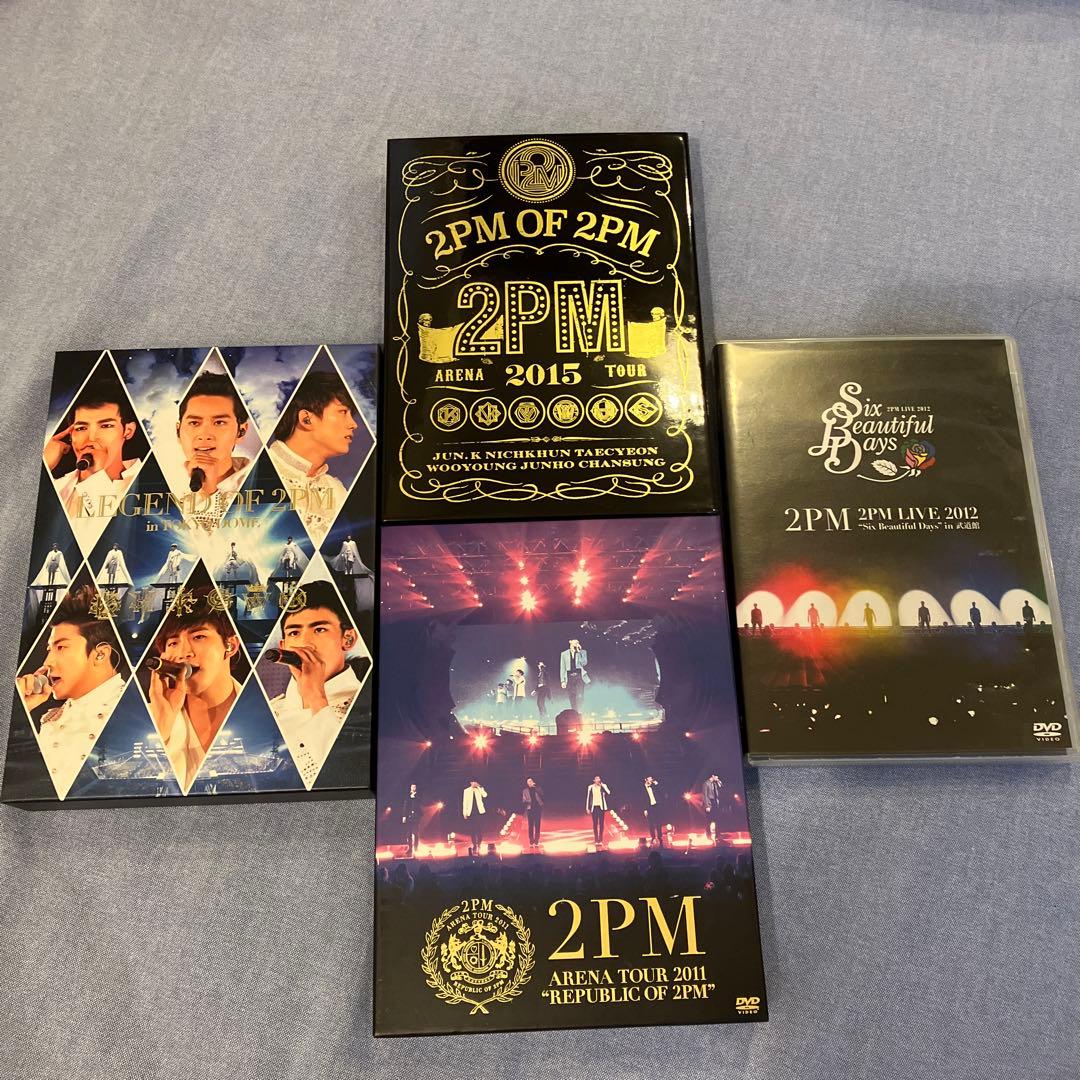 2PM
2PM OF 2PM
2PM
ARENA 2015 TOUR
JUN. K NICHKHUN TAECYEON
WOOYOUNG JUNHO CHANSUNG
LEGEND OF 2PM
in TOKYO DOME
Six
2PM LIVE 2012
Beautiful
Days
2PM 2PM LIVE 2012
"Six Beautiful Days" in 武道館
DVD
VIDEO
2PM
ARENA TOUR 2011
REPUBLIC OF 2PM
2PM
ARENA TOUR 2011
"REPUBLIC OF 2PM"
DVD
VIDEO